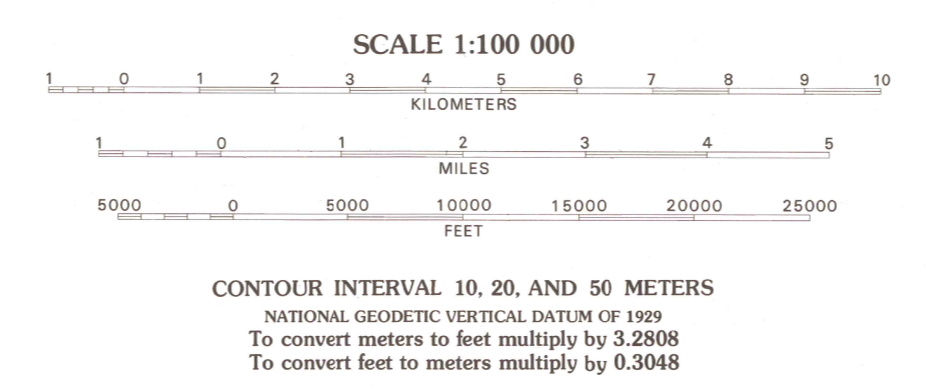 SCALE 1:100 000
1 0 1 2 3 4 5 6 7 8 9 10
KILOMETERS
1 0 1 2 3 4 5
MILES
5000 0 5000 10000 15000 20000 25000
FEET
CONTOUR INTERVAL 10, 20, AND 50 METERS
NATIONAL GEODETIC VERTICAL DATUM OF 1929
To convert meters to feet multiply by 3.2808
To convert feet to meters multiply by 0.3048